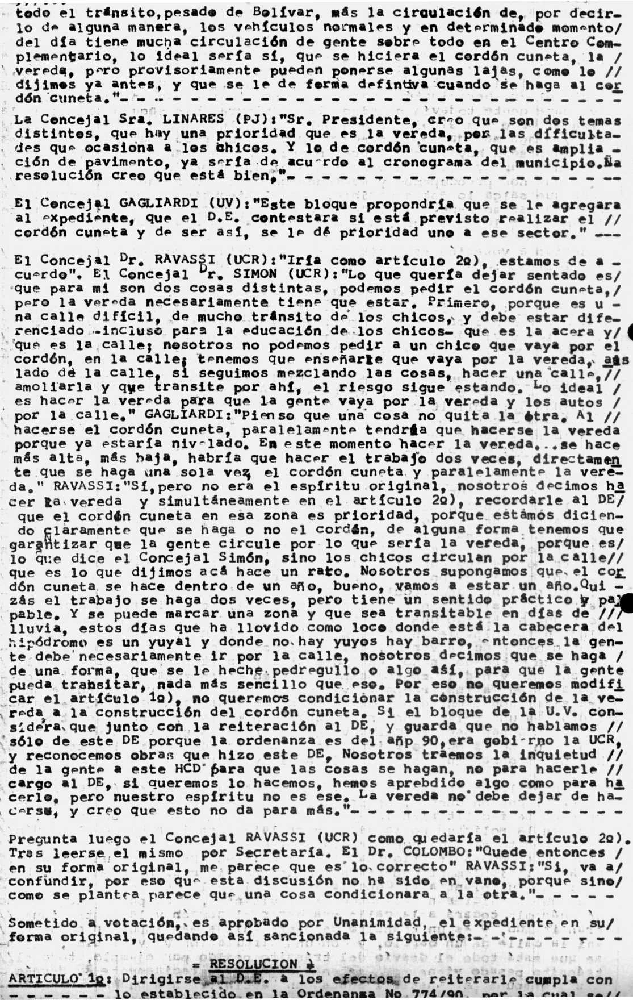 ///...
todo el tránsito,pesado de Bolívar, más la circulación de, por decir-
lo de alguna manera, los vehículos normales y en determinado momento/
del día tiene mucha circulación de gente sobre todo en el Centro Com-
plementario, lo ideal sería sí, que se hiciera el cordón cuneta, la /
vereda, pero provisoriamente pueden ponerse algunas lajas, como lo //
dijimos ya antes, y que se le de forma defintiva cuando se haga al cor
dón cuneta."- - - - - - - - - - - - - - - - - - - - - - - - - - - -
La Concejal Sra. LINARES (PJ):"Sr. Presidente, creo que son dos temas
distintos, que hay una prioridad que es la vereda, por las dificulta-
des que ocasiona a los chicos. Y lo de cordón cuneta, que es amplia -
ción de pavimento, ya sería de acuerdo al cronograma del municipio.Ña
resolución creo que está bien,"- - - - - - - - - - - - - - - - - - -
El Concejal GAGLIARDI (UV):"Este bloque propondría que se le agregara
al expediente, que el D.E. contestara si está previsto realizar el //
cordón cuneta y de ser así, se le dé prioridad uno a ese sector." ---
El Concejal Dr. RAVASSI (UCR):"Iría como artículo 2º), estamos de a -
cuerdo". El Concejal Dr. SIMON (UCR):"Lo que quería dejar sentado es/
que para mi son dos cosas distintas, podemos pedir el cordón cuneta,/
pero la vereda necesariamente tiene que estar. Primero, porque es u -
na calle difícil, de mucho tránsito de los chicos, y debe estar dife-
renciado -incluso para la educación de los chicos- que es la acera y/
que es la calle; nosotros no podemos pedir a un chico que vaya por el
cordón, en la calle; tenemos que enseñarle que vaya por la vereda, ais
lado de la calle, si seguimos mezclando las cosas, hacer una calle,//
amoliarla y que transite por ahí, el riesgo sigue estando. Lo ideal /
es hacer la vereda para que la gente vaya por la vereda y los autos /
por la calle." GAGLIARDI:"Pienso que una cosa no quita la otra. Al //
hacerse el cordón cuneta, paralelamente tendría que hacerse la vereda
porque ya estaría nivelado. En este momento hacer la vereda...se hace
más alta, más baja, habría que hacer el trabajo dos veces, directamen
te que se haga una sola vez, el cordón cuneta y paralelamente la vere-
da." RAVASSI:"Sí,pero no era el espíritu original, nosotros decimos ha
cer la vereda y simultáneamente en el artículo 2º), recordarle al DE/
que el cordón cuneta en esa zona es prioridad, porque estamos dicien-
do claramente que se haga o no el cordón, de alguna forma tenemos que
garantizar que la gente circule por lo que sería la vereda, porque es/
lo que dice el Concejal Simón, sino los chicos circulan por la calle//
que es lo que dijimos acá hace un rato. Nosotros supongamos que el cor
dón cuneta se hace dentro de un año, bueno, vamos a estar un año.Qui -
zás el trabajo se haga dos veces, pero tiene un sentido práctico y pal
pable. Y se puede marcar una zona y que sea transitable en días de ///
lluvia, estos días que ha llovido como loco donde está la cabecera del
hipódromo es un yuyal y donde no hay yuyos hay barro, entonces la gen-
te debe necesariamente ir por la calle, nosotros decimos que se haga /
de una forma, que se le heche pedregullo o algo así, para que la gente
pueda trabsitar, nada más sencillo que eso. Por eso no queremos modifi
car el artículo 1º), no queremos condicionar la construcción de la ve-
reda a la construcción del cordón cuneta. Si el bloque de la U.V. con-
sidera que junto con la reiteración al DE, y guarda que no hablamos //
sólo de este DE porque la ordenanza es del añp 90,era gobierno la UCR,
y reconocemos obras que hizo este DE, Nosotros traemos la inquietud //
de la gente a este HCD para que las cosas se hagan, no para hacerle //
cargo al DE, si queremos lo hacemos, hemos aprebdido algo como para ha
cerlo, pero nuestro espíritu no es ese. La vereda no debe dejar de ha-
cerse, y creo que esto no da para más."- - - - - - - - - - - - - - -
Pregunta luego el Concejal RAVASSI (UCR) como quedaría el artículo 2º).
Tras leerse el mismo por Secretaría. El Dr. COLOMBO:"Quede entonces /
en su forma original, me parece que es lo correcto" RAVASSI:"Si, va a/
confundir, por eso que esta discusión no ha sido en vano, porque sino/
como se plantea parece que una cosa condicionara a la otra."- - - - -
Sometido a votación, es aprobado por Unanimidad, el expediente en su/
forma original, quedando así sancionada la siguiente:- - - - - - - - -
= RESOLUCION =
ARTICULO 1º: Dirigirse al D.E. a los efectos de reiterarle cumpla con
- - - - - - lo establecido en la Ordenanza No 774/90, por la cual se//